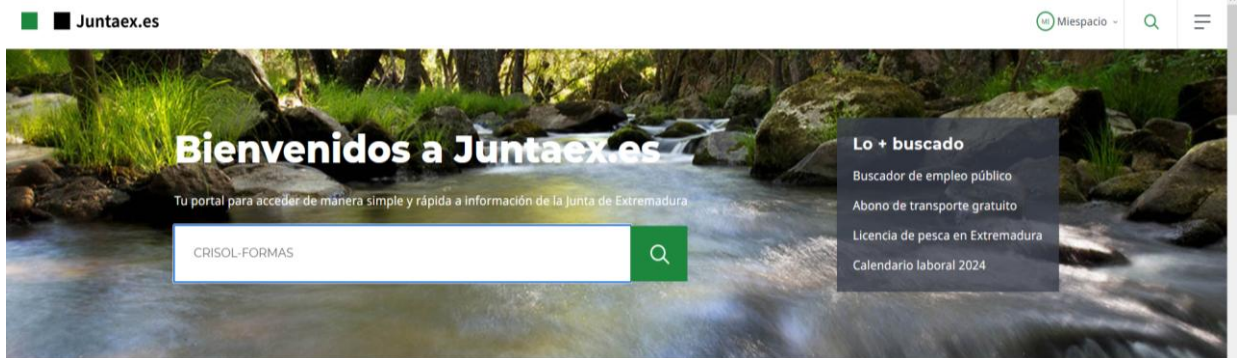 Juntaex.es
MI Miespacio
Bienvenidos a Juntaex.es
Tu portal para acceder de manera simple y rápida a información de la Junta de Extremadura
CRISOL-FORMAS
Lo + buscado
Buscador de empleo público
Abono de transporte gratuito
Licencia de pesca en Extremadura
Calendario laboral 2024